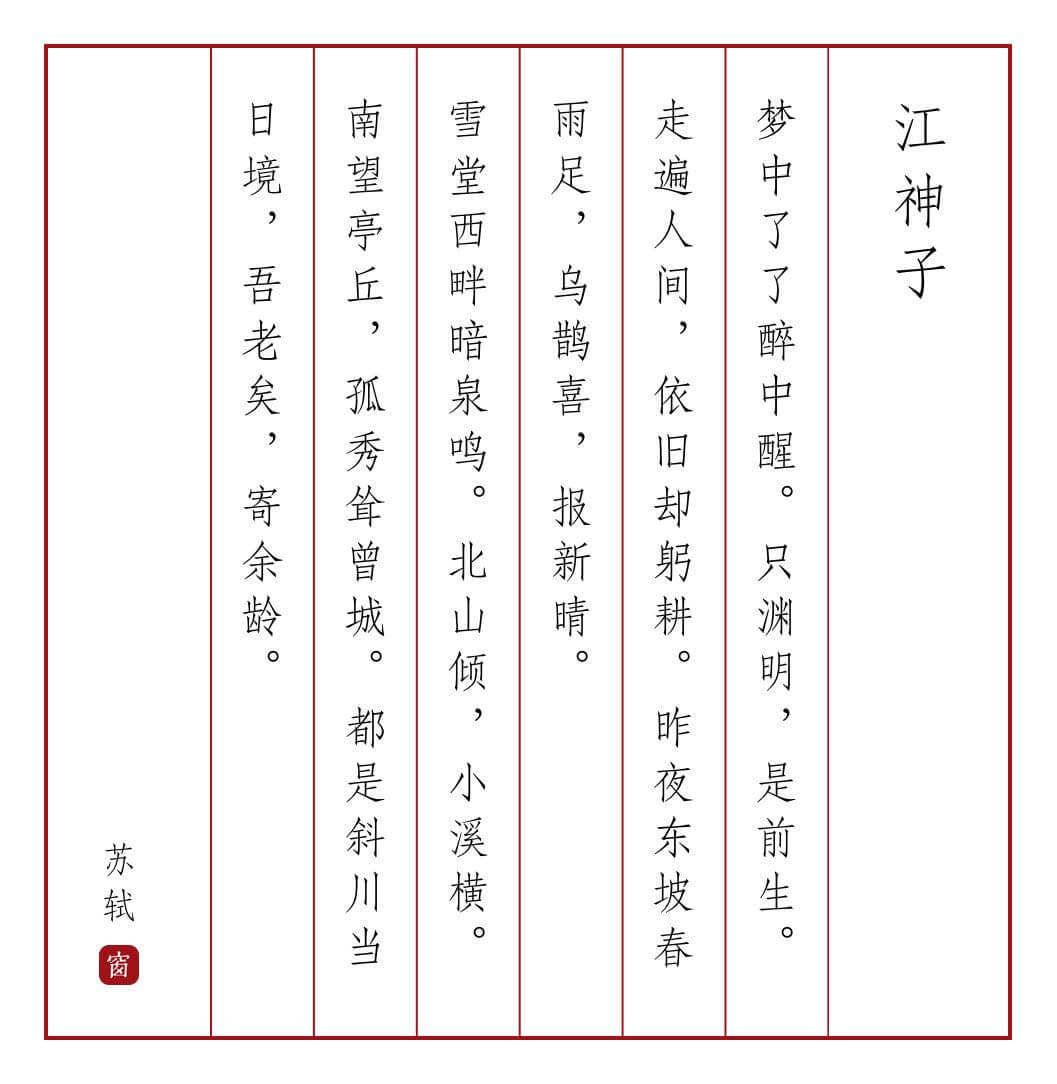 江神子
梦中了了醉中醒。只渊明，是前生。
走遍人间，依旧却躬耕。昨夜东坡春
雨足，乌鹊喜，报新晴。
雪堂西畔暗泉鸣。北山倾，小溪横。
南望亭丘，孤秀耸曾城。都是斜川当
日境，吾老矣，寄余龄。
苏轼
窗